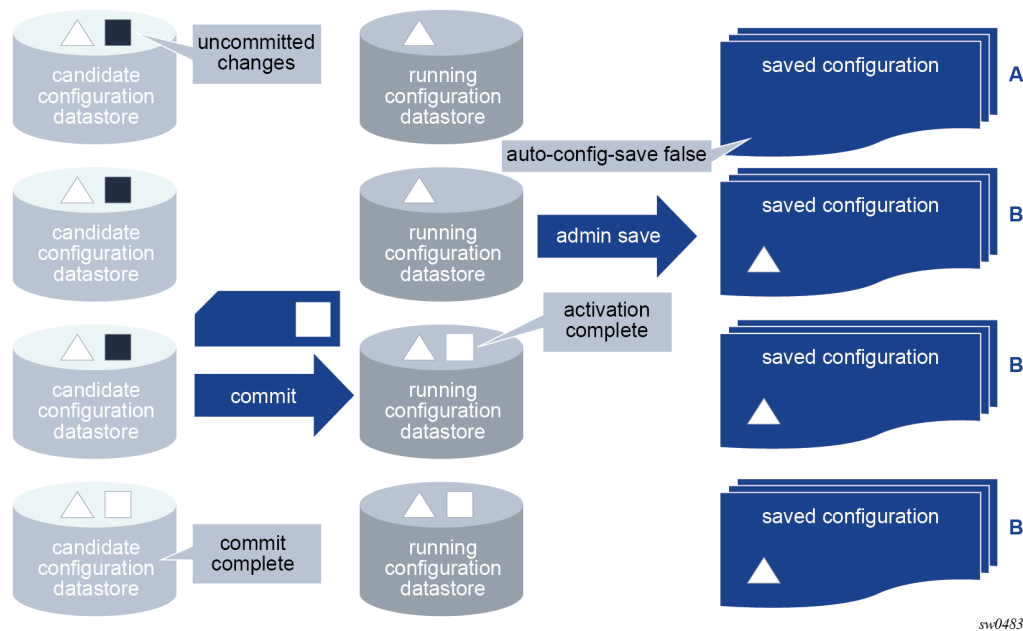 uncommitted
changes
candidate
configuration
datastore
running
configuration
datastore
saved configuration
A
auto-config-save false
candidate
configuration
datastore
running
configuration
datastore
admin save
saved configuration
B
activation
complete
candidate
configuration
datastore
commit
running
configuration
datastore
saved configuration
B
candidate
configuration
datastore
commit
complete
running
configuration
datastore
saved configuration
B
sw0483